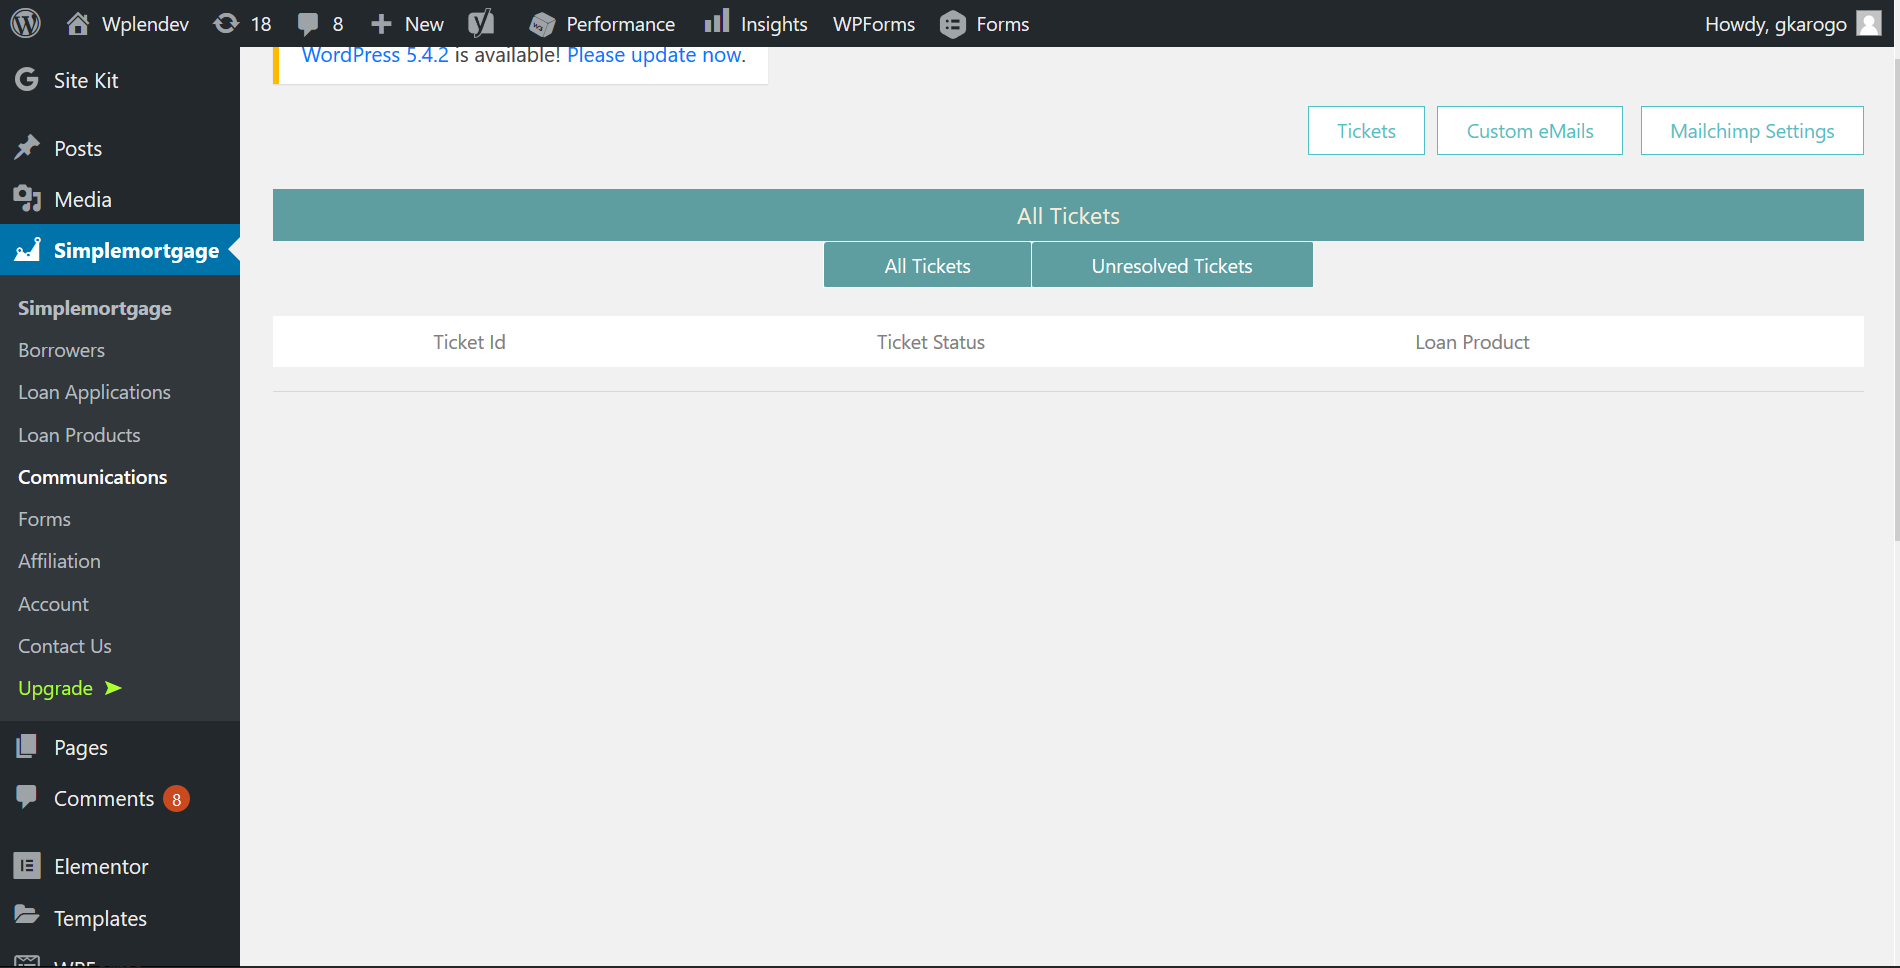 Wplendev 18 8 New Performance Insights WPForms Forms Howdy, gkarogo
WordPress 5.4.2 is available! Please update now.
Site Kit
Posts
Media
Simplemortgage
Simplemortgage
Borrowers
Loan Applications
Loan Products
Communications
Forms
Affiliation
Account
Contact Us
Upgrade ➤
Pages
Comments 8
Elementor
Templates
Tickets Custom eMails Mailchimp Settings
All Tickets
All Tickets Unresolved Tickets
Ticket Id Ticket Status Loan Product